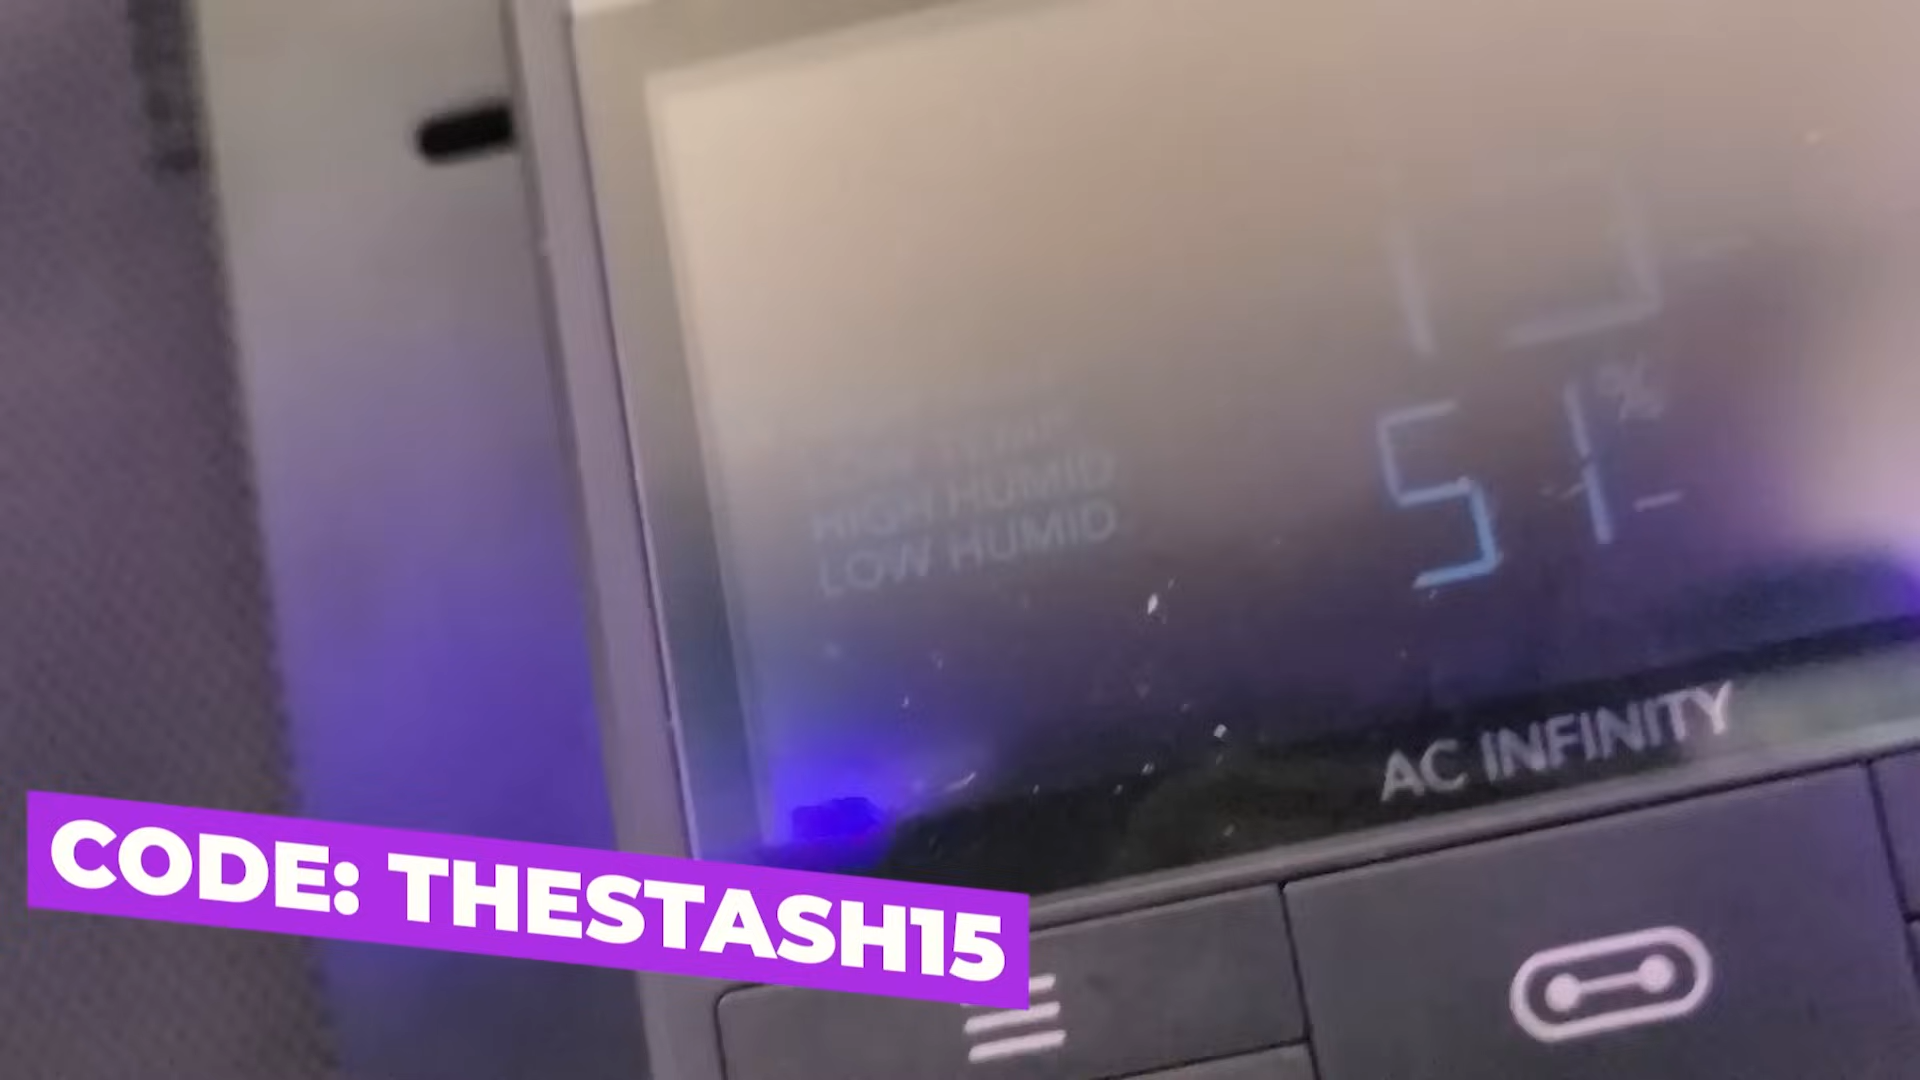 HIGH HUMID
LOW HUMID
51%
AC INFINITY
CODE: THESTASH15